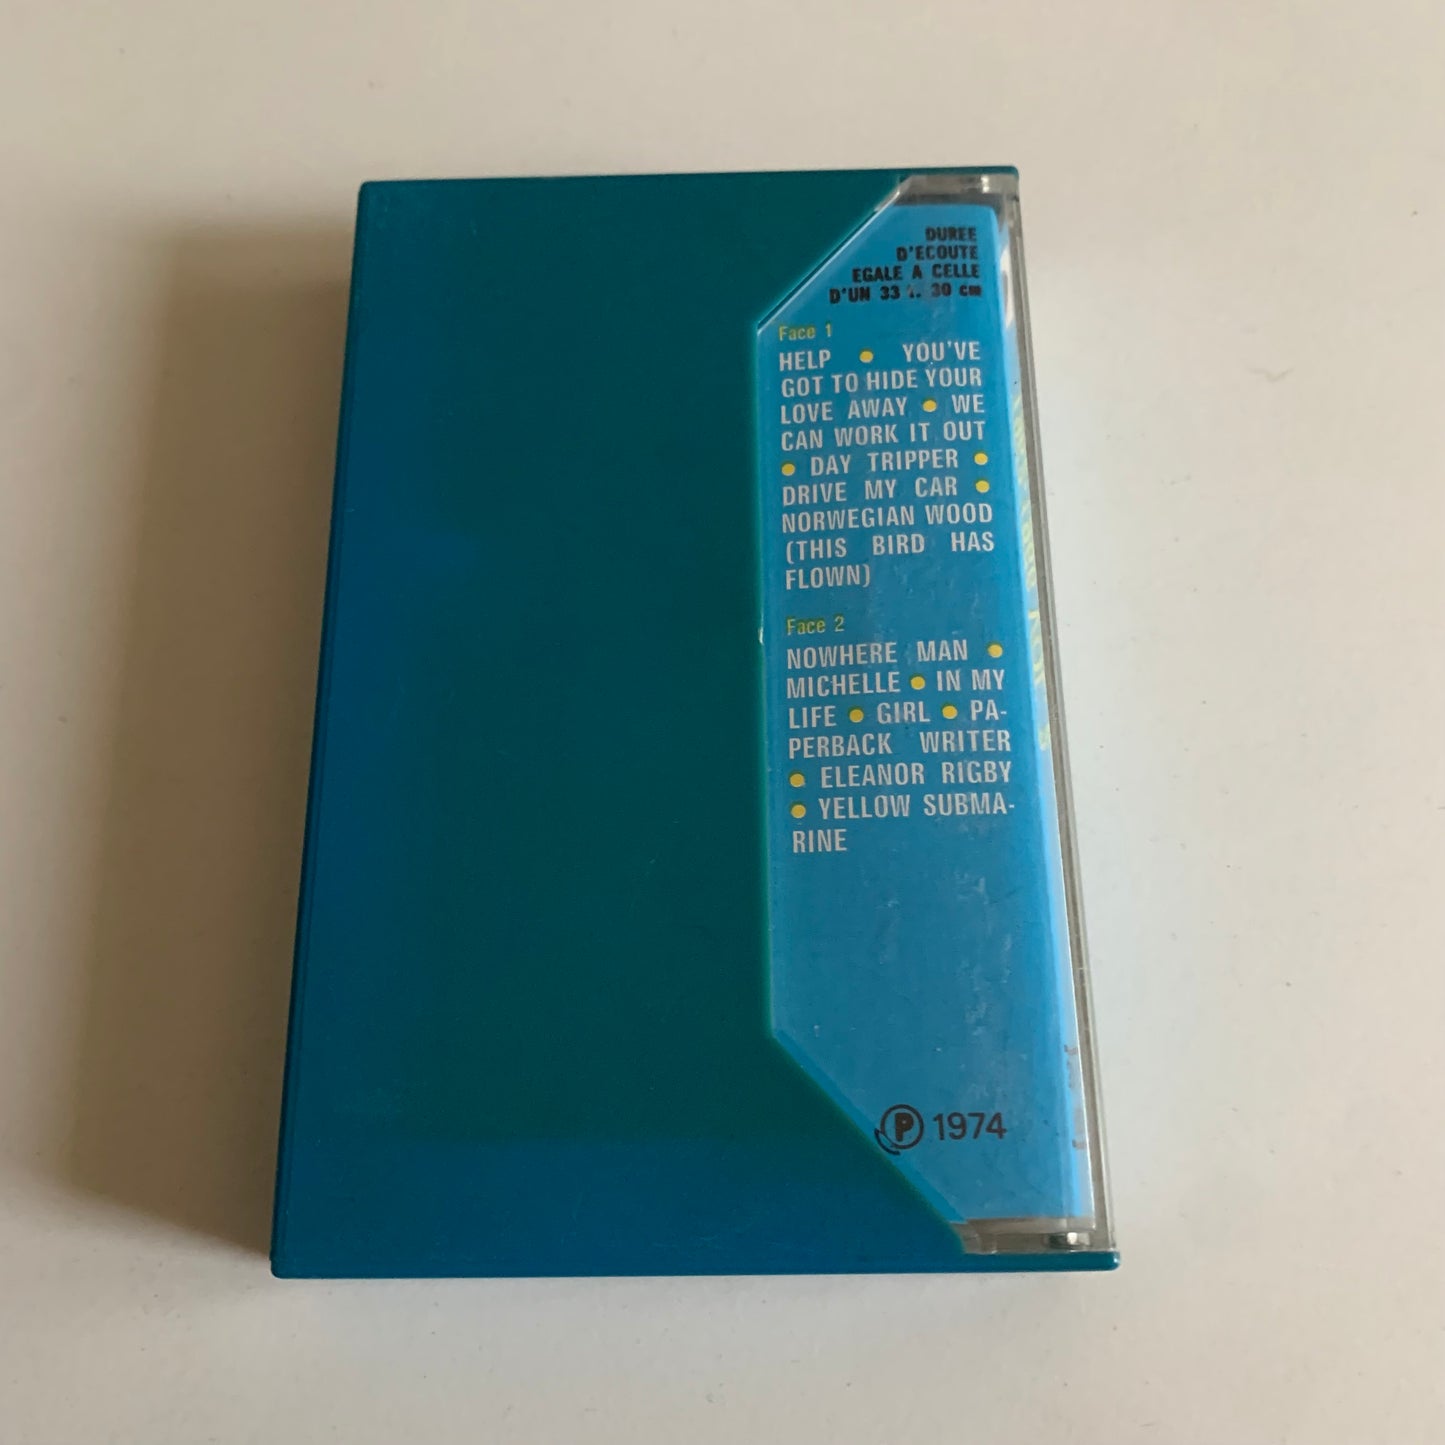 DUREE
D'ECOUTE
EGALE A CELLE
D'UN 33 30 cm
Face 1
HELP ● YOU'VE
GOT TO HIDE YOUR
LOVE AWAY ● WE
CAN WORK IT OUT
● DAY TRIPPER ●
DRIVE MY CAR ●
NORWEGIAN WOOD
(THIS BIRD HAS
FLOWN)
Face 2
NOWHERE MAN ●
MICHELLE ● IN MY
LIFE ● GIRL ● PA-
PERBACK WRITER
● ELEANOR RIGBY
● YELLOW SUBMA-
RINE
Ⓟ 1974